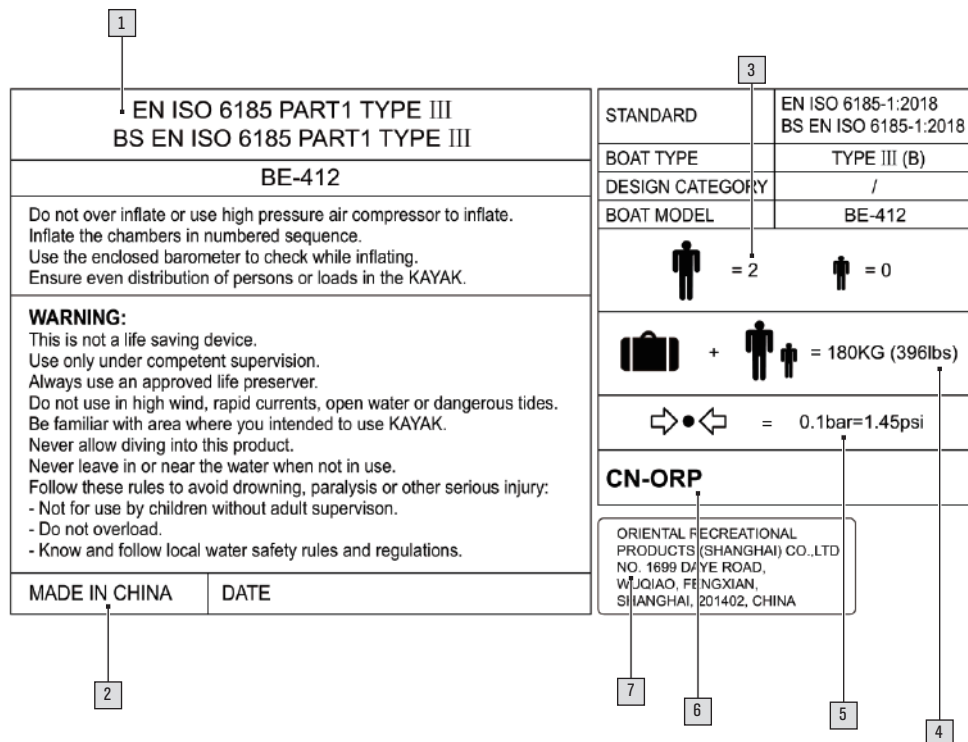 1
EN ISO 6185 PART1 TYPE III
BS EN ISO 6185 PART1 TYPE III
BE-412
Do not over inflate or use high pressure air compressor to inflate.
Inflate the chambers in numbered sequence.
Use the enclosed barometer to check while inflating.
Ensure even distribution of persons or loads in the KAYAK.
WARNING:
This is not a life saving device.
Use only under competent supervision.
Always use an approved life preserver.
Do not use in high wind, rapid currents, open water or dangerous tides.
Be familiar with area where you intended to use KAYAK.
Never allow diving into this product.
Never leave in or near the water when not in use.
Follow these rules to avoid drowning, paralysis or other serious injury:
- Not for use by children without adult supervison.
- Do not overload.
- Know and follow local water safety rules and regulations.
MADE IN CHINA DATE
2
3
STANDARD EN ISO 6185-1:2018
BS EN ISO 6185-1:2018
BOAT TYPE TYPE III (B)
DESIGN CATEGORY /
BOAT MODEL BE-412
= 2 = 0
+ = 180KG (396lbs)
= 0.1bar=1.45psi
CN-ORP
ORIENTAL RECREATIONAL
PRODUCTS (SHANGHAI) CO.,LTD
NO. 1699 DAYE ROAD,
WUQIAO, FENGXIAN,
SHANGHAI, 201402, CHINA
7
6
5
4